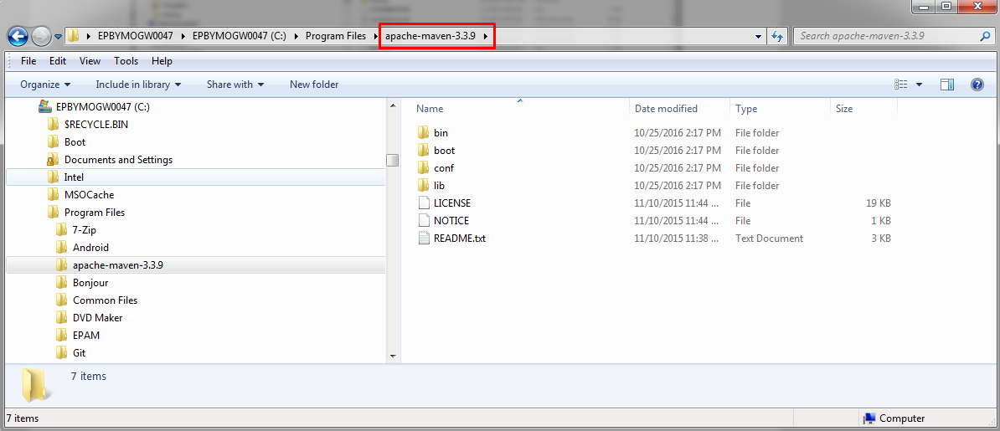 EPBYMOGW0047 EPBYMOGW0047 (C:) Program Files apache-maven-3.3.9 Search apache-maven-3.3.9
File Edit View Tools Help
Organize Include in library Share with New folder
EPBYMOGW0047 (C:)
$RECYCLE.BIN
Boot
Documents and Settings
Intel
MSOCache
Program Files
7-Zip
Android
apache-maven-3.3.9
Bonjour
Common Files
DVD Maker
EPAM
Git
Name Date modified Type Size
bin 10/25/2016 2:17 PM File folder
boot 10/25/2016 2:17 PM File folder
conf 10/25/2016 2:17 PM File folder
lib 10/25/2016 2:17 PM File folder
LICENSE 11/10/2015 11:44 ... File 19 KB
NOTICE 11/10/2015 11:44 ... File 1 KB
README.txt 11/10/2015 11:38 ... Text Document 3 KB
7 items
7 items Computer